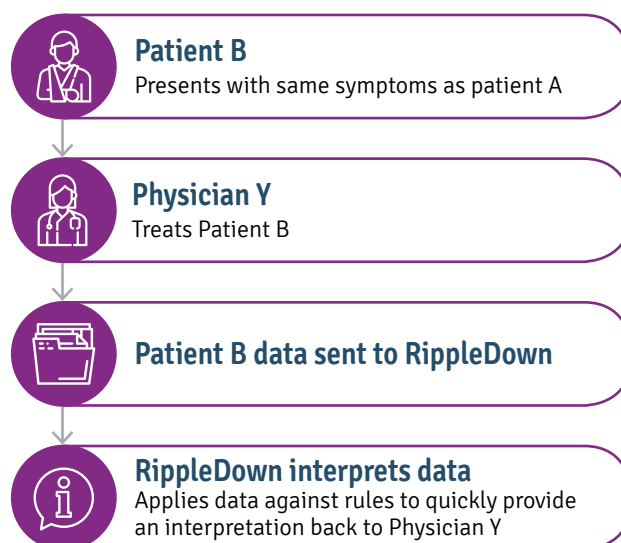 Patient B
Presents with same symptoms as patient A
Physician Y
Treats Patient B
Patient B data sent to RippleDown
RippleDown interprets data
Applies data against rules to quickly provide
an interpretation back to Physician Y